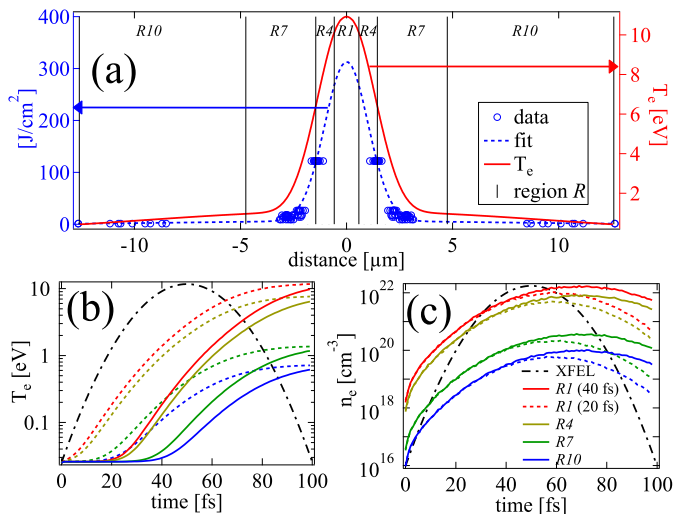 400
300
200
100
0
[J/cm²]
(a)
R10
R7
R4
R1
R4
R7
R10
10
8
6
4
2
Tₑ [eV]
data
fit
Tₑ
region R
-10
-5
0
5
10
distance [µm]
(b)
10
1
0.1
Tₑ [eV]
0
20
40
60
80
100
time [fs]
(c)
10²²
10²⁰
10¹⁸
10¹⁶
nₑ [cm⁻³]
XFEL
R1 (40 fs)
R1 (20 fs)
R4
R7
R10
0
20
40
60
80
100
time [fs]